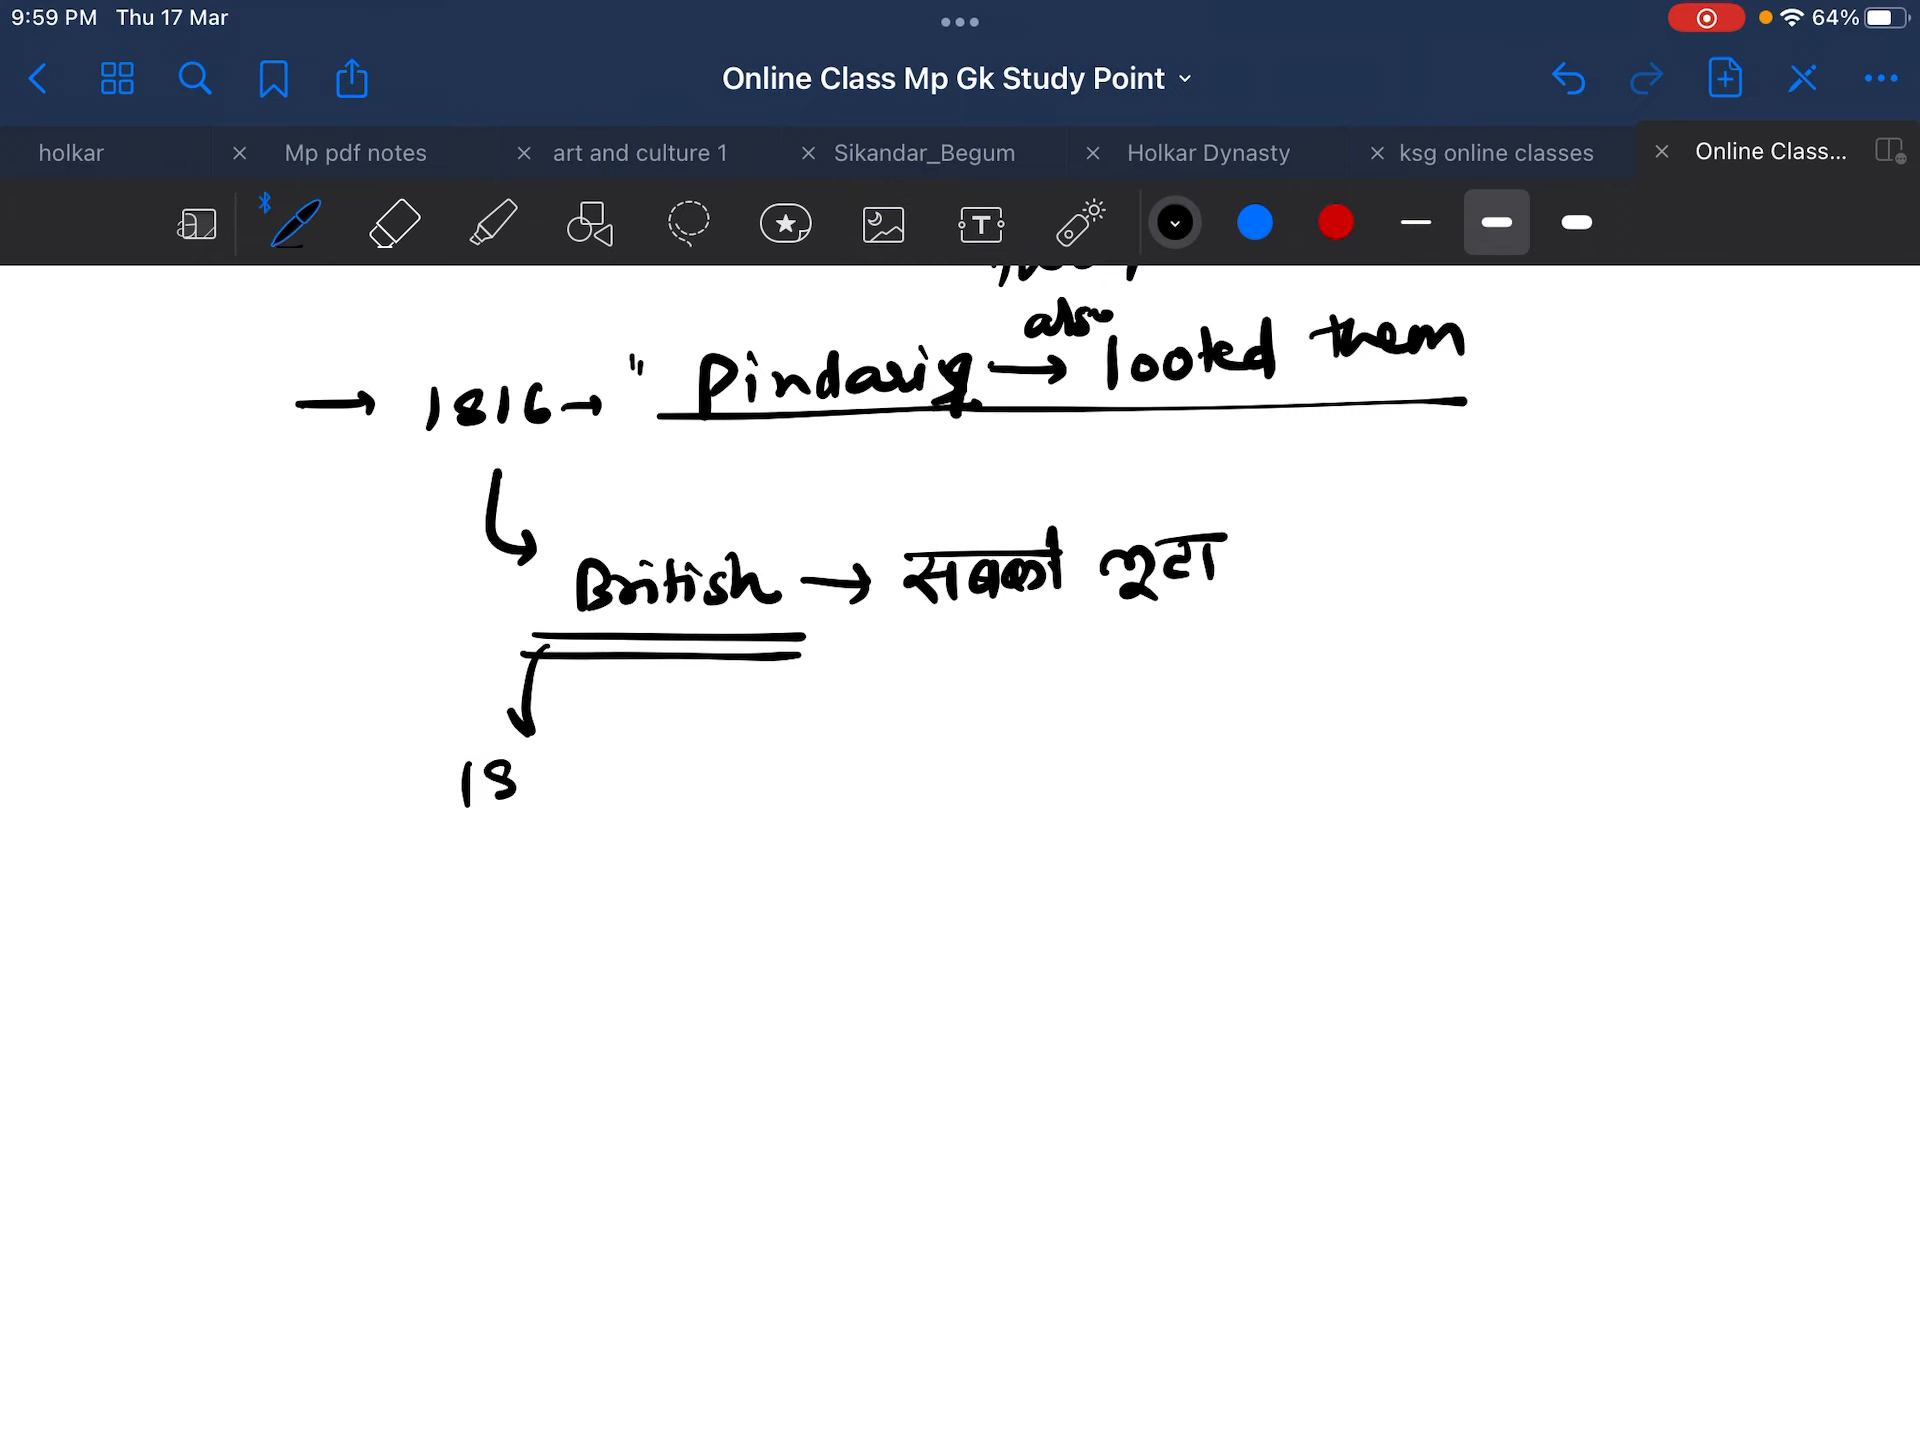 9:59 PM Thu 17 Mar
64%
Online Class Mp Gk Study Point
holkar
Mp pdf notes
art and culture 1
Sikandar_Begum
Holkar Dynasty
ksg online classes
Online Class...
also
→ 1816 → " Pindaris → looted them
British → सबको लूटा
18